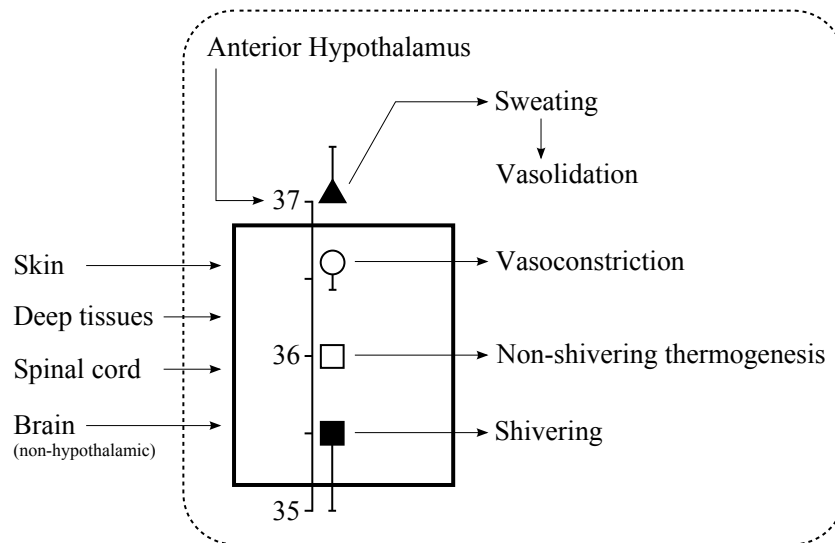 Anterior Hypothalamus
Sweating
Vasolidation
37
Skin
Vasoconstriction
Deep tissues
36
Non-shivering thermogenesis
Spinal cord
Brain
(non-hypothalamic)
Shivering
35